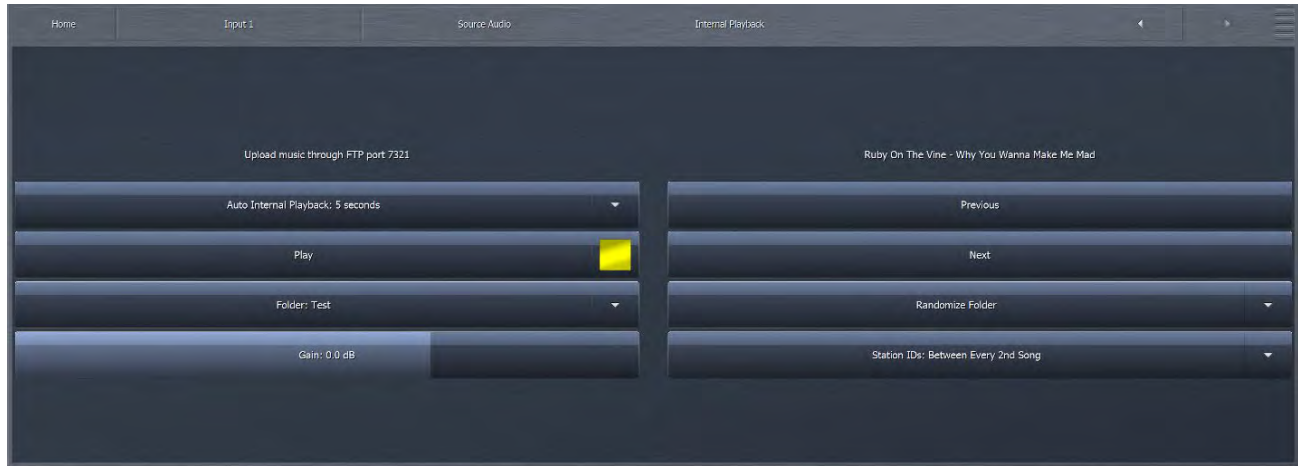 Home
Input 1
Source Audio
Internal Playback
Upload music through FTP port 7321
Auto Internal Playback: 5 seconds
Play
Folder: Test
Gain: 0.0 dB
Ruby On The Vine - Why You Wanna Make Me Mad
Previous
Next
Randomize Folder
Station IDs: Between Every 2nd Song